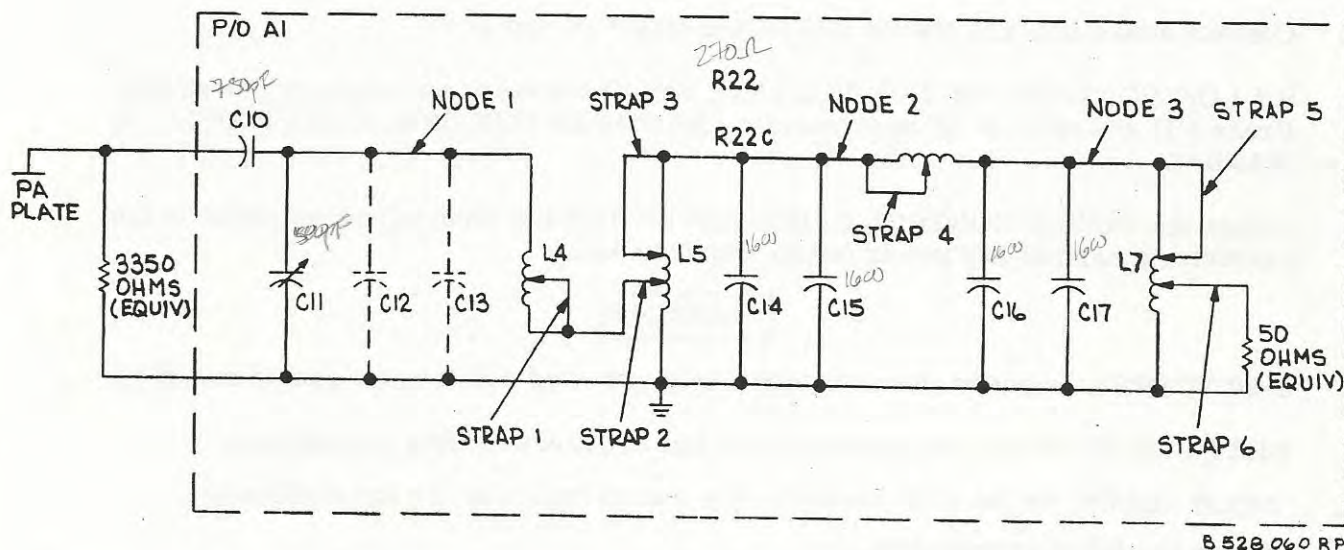 P/O A1
270Ω
750pF
R22
C10
NODE 1
STRAP 3
NODE 2
NODE 3
STRAP 5
R22C
PA
PLATE
STRAP 4
3350
OHMS
(EQUIV)
C11
C12
C13
L4
L5
1600
C14
1600
C15
1600
C16
1600
C17
L7
50
OHMS
(EQUIV)
STRAP 1
STRAP 2
STRAP 6
B 528 060 RP